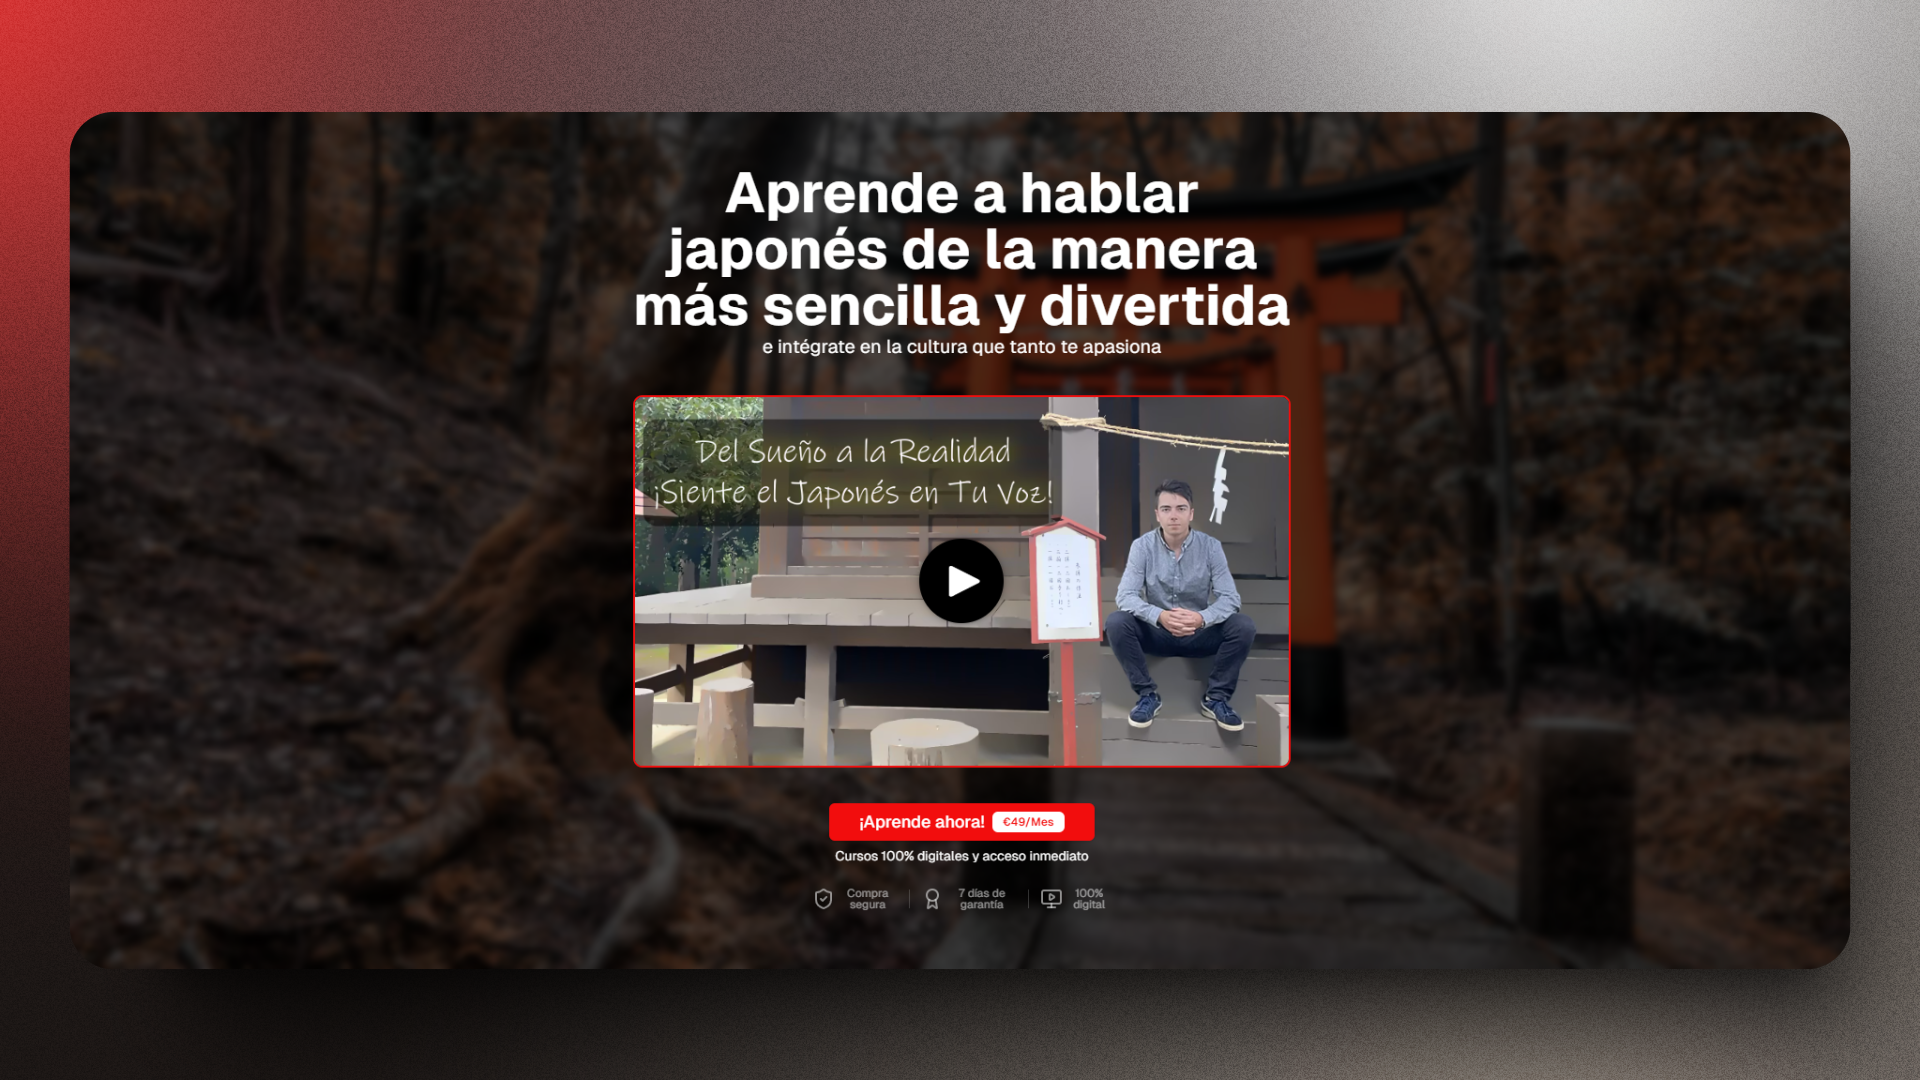 Aprende a hablar
japonés de la manera
más sencilla y divertida
e intégrate en la cultura que tanto te apasiona
Del Sueño a la Realidad
¡Siente el Japonés en Tu Voz!
¡Aprende ahora! €49/Mes
Cursos 100% digitales y acceso inmediato
Compra
segura
7 días de
garantía
100%
digital